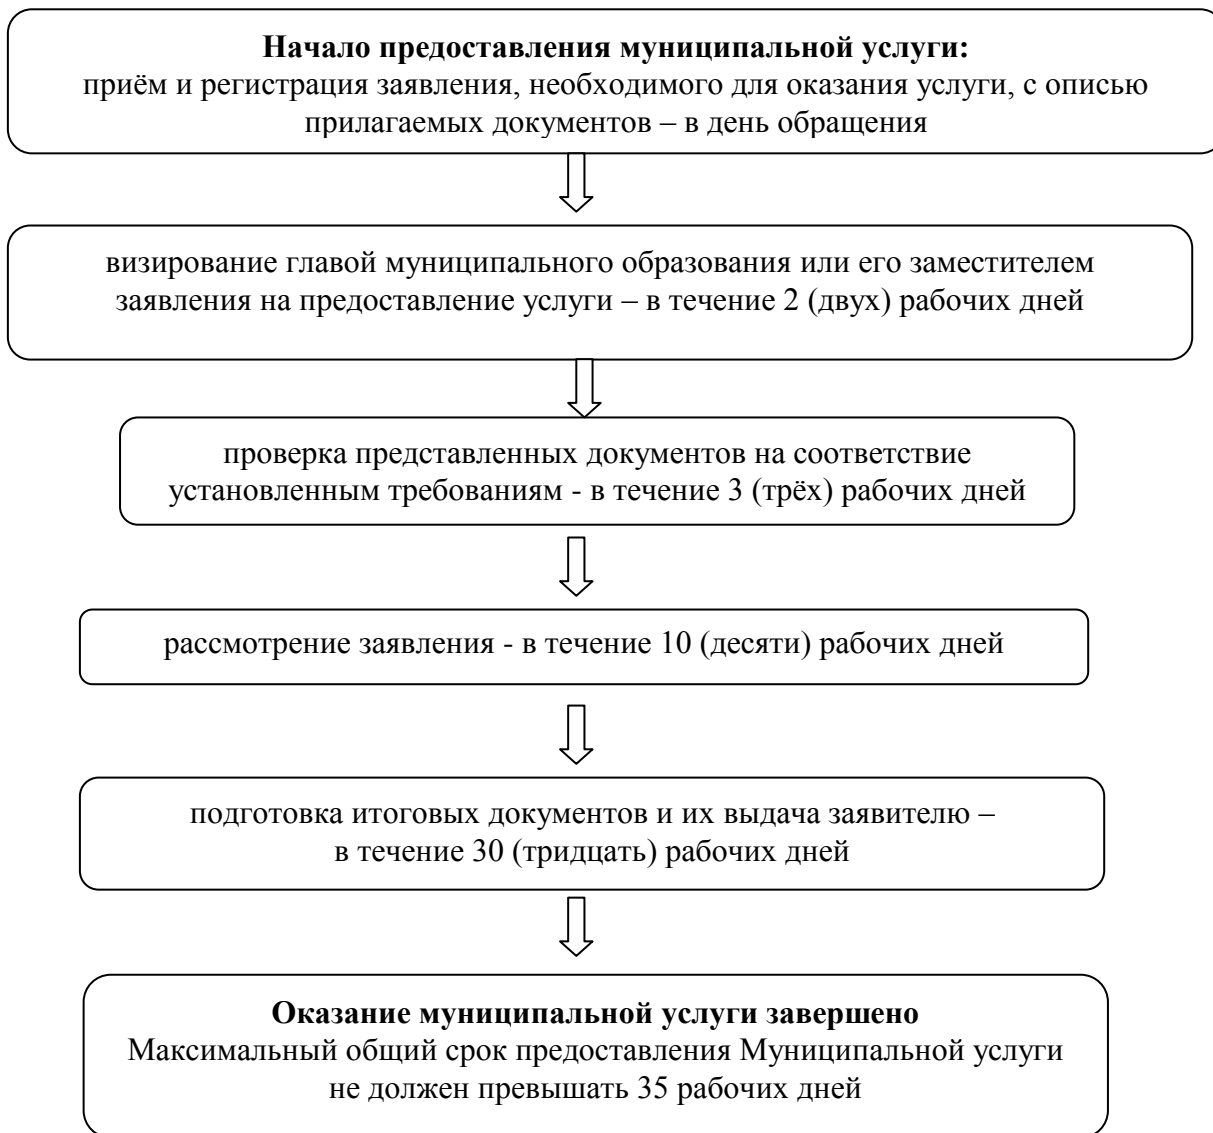 Начало предоставления муниципальной услуги:
приём и регистрация заявления, необходимого для оказания услуги, с описью
прилагаемых документов – в день обращения
визирование главой муниципального образования или его заместителем
заявления на предоставление услуги – в течение 2 (двух) рабочих дней
проверка представленных документов на соответствие
установленным требованиям - в течение 3 (трёх) рабочих дней
рассмотрение заявления - в течение 10 (десяти) рабочих дней
подготовка итоговых документов и их выдача заявителю –
в течение 30 (тридцать) рабочих дней
Оказание муниципальной услуги завершено
Максимальный общий срок предоставления Муниципальной услуги
не должен превышать 35 рабочих дней